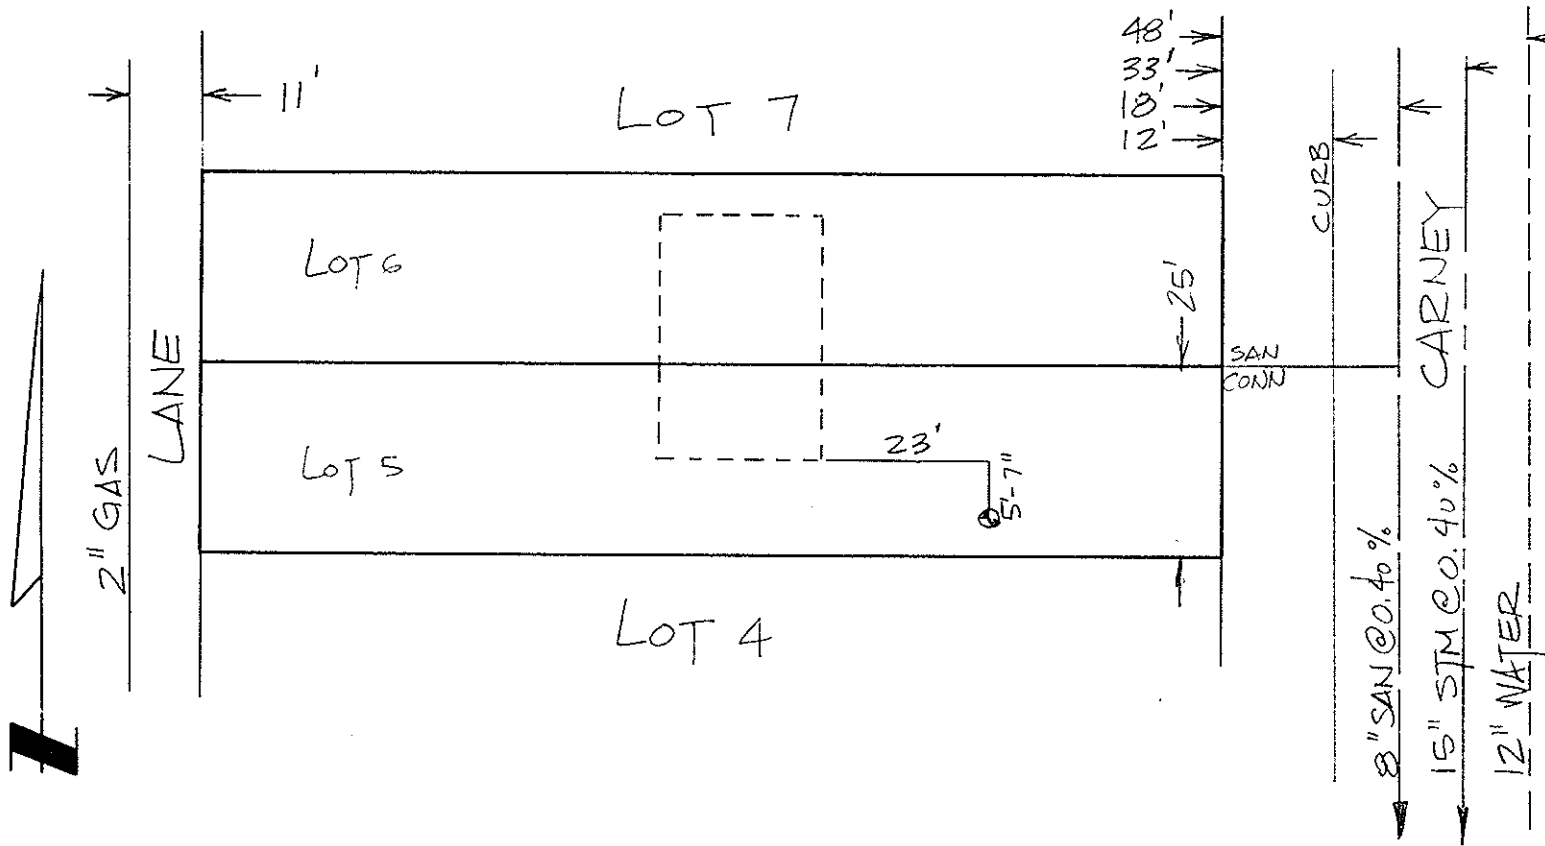 48'
33'
18'
12'
11'
LOT 7
CURB
LOT 6
25'
CARNEY
LANE
SAN
CONN
23'
5'-7"
LOT 5
2" GAS
8" SAN @ 0.40%
15" STM @ 0.40%
12" WATER
LOT 4